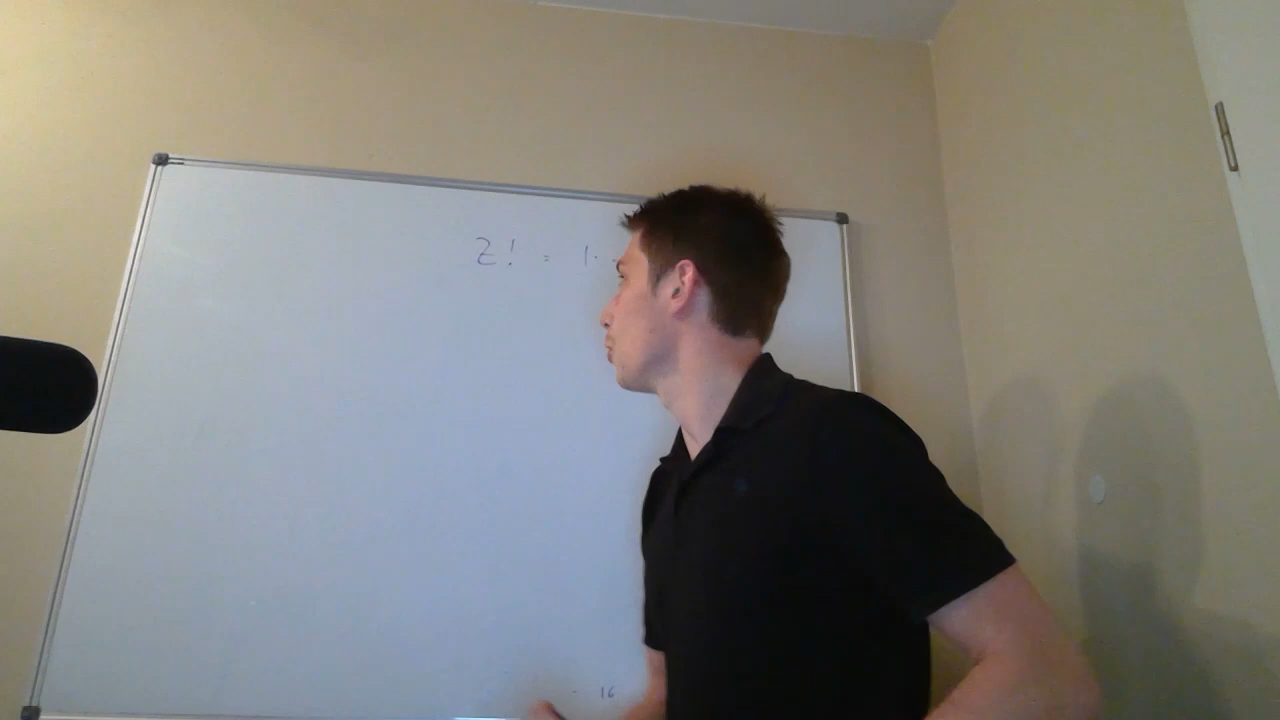 2! = 1·
- 16